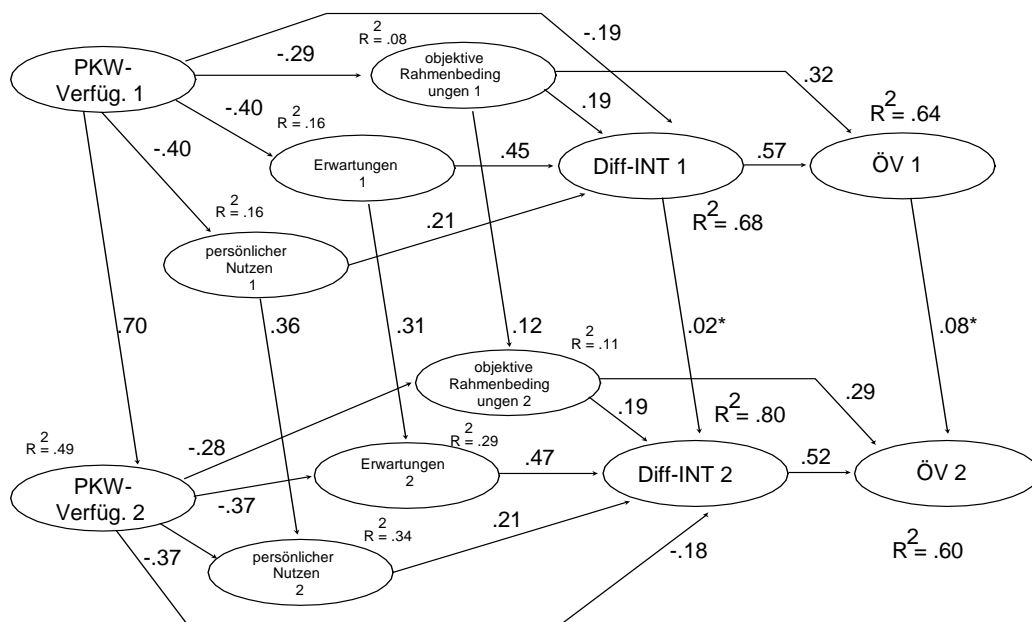 -.19
R² = .08
-.29
objektive
Rahmenbeding
ungen 1
PKW-
Verfüg. 1
.32
R² = .64
-.40
R² = .16
.19
-.40
Erwartungen
1
.45
Diff-INT 1
.57
ÖV 1
R² = .16
.21
R² = .68
persönlicher
Nutzen
1
.70
.36
.31
.12
.02*
.08*
R² = .11
objektive
Rahmenbeding
ungen 2
.29
.19
R² = .80
R² = .49
-.28
R² = .29
Erwartungen
2
.47
Diff-INT 2
.52
ÖV 2
PKW-
Verfüg. 2
-.37
R² = .34
.21
-.37
persönlicher
Nutzen
2
-.18
R² = .60